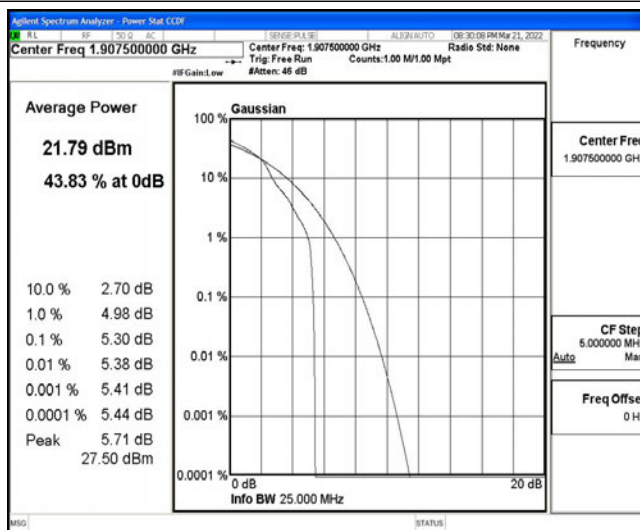 Agilent Spectrum Analyzer - Power Stat CCDF
RL RF 50 Ω AC SENSE:PULSE ALIGN AUTO 08:30:08 PM Mar 21, 2022
Center Freq 1.907500000 GHz
Center Freq: 1.907500000 GHz Radio Std: None
Trig: Free Run Counts:1.00 M/1.00 Mpt
#IFGain:Low #Atten: 46 dB
Frequency
Average Power
21.79 dBm
43.83 % at 0dB
10.0 % 2.70 dB
1.0 % 4.98 dB
0.1 % 5.30 dB
0.01 % 5.38 dB
0.001 % 5.41 dB
0.0001 % 5.44 dB
Peak 5.71 dB
27.50 dBm
Gaussian
100 %
10 %
1 %
0.1 %
0.01 %
0.001 %
0.0001 %
0 dB 20 dB
Info BW 25.000 MHz
Center Fre
1.907500000 GH
CF Step
5.000000 MH
Auto Ma
Freq Offse
0 H
MSG STATUS